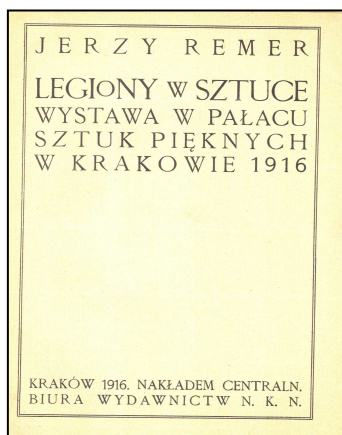 JERZY REMER
LEGIONY W SZTUCE
WYSTAWA W PAŁACU
SZTUK PIĘKNYCH
W KRAKOWIE 1916
KRAKÓW 1916. NAKŁADEM CENTRALN.
BIURA WYDAWNICTW N. K. N.